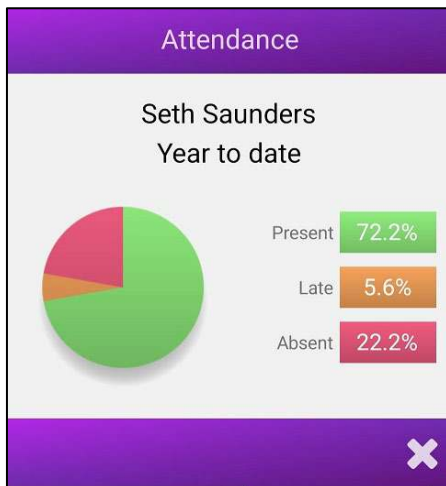 Attendance
Seth Saunders
Year to date
Present 72.2%
Late 5.6%
Absent 22.2%